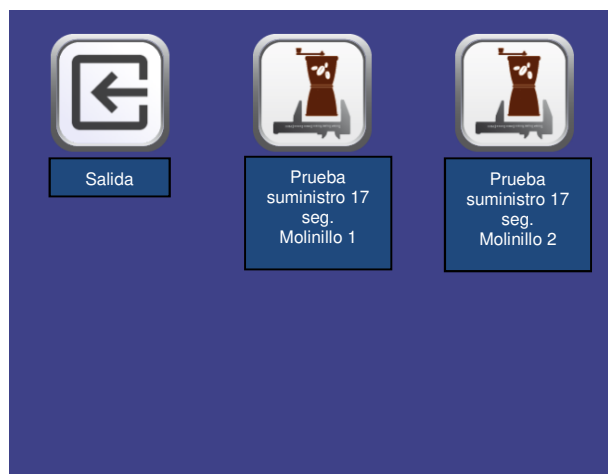 Salida
Prueba
suministro 17
seg.
Molinillo 1
Prueba
suministro 17
seg.
Molinillo 2